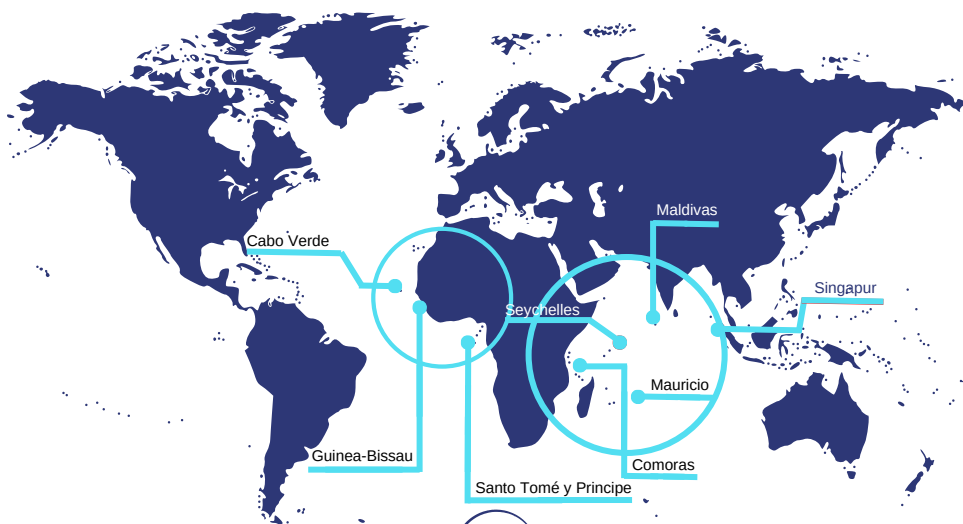 Maldivas
Cabo Verde
Singapur
Seychelles
Mauricio
Guinea-Bissau
Comoras
Santo Tomé y Principe